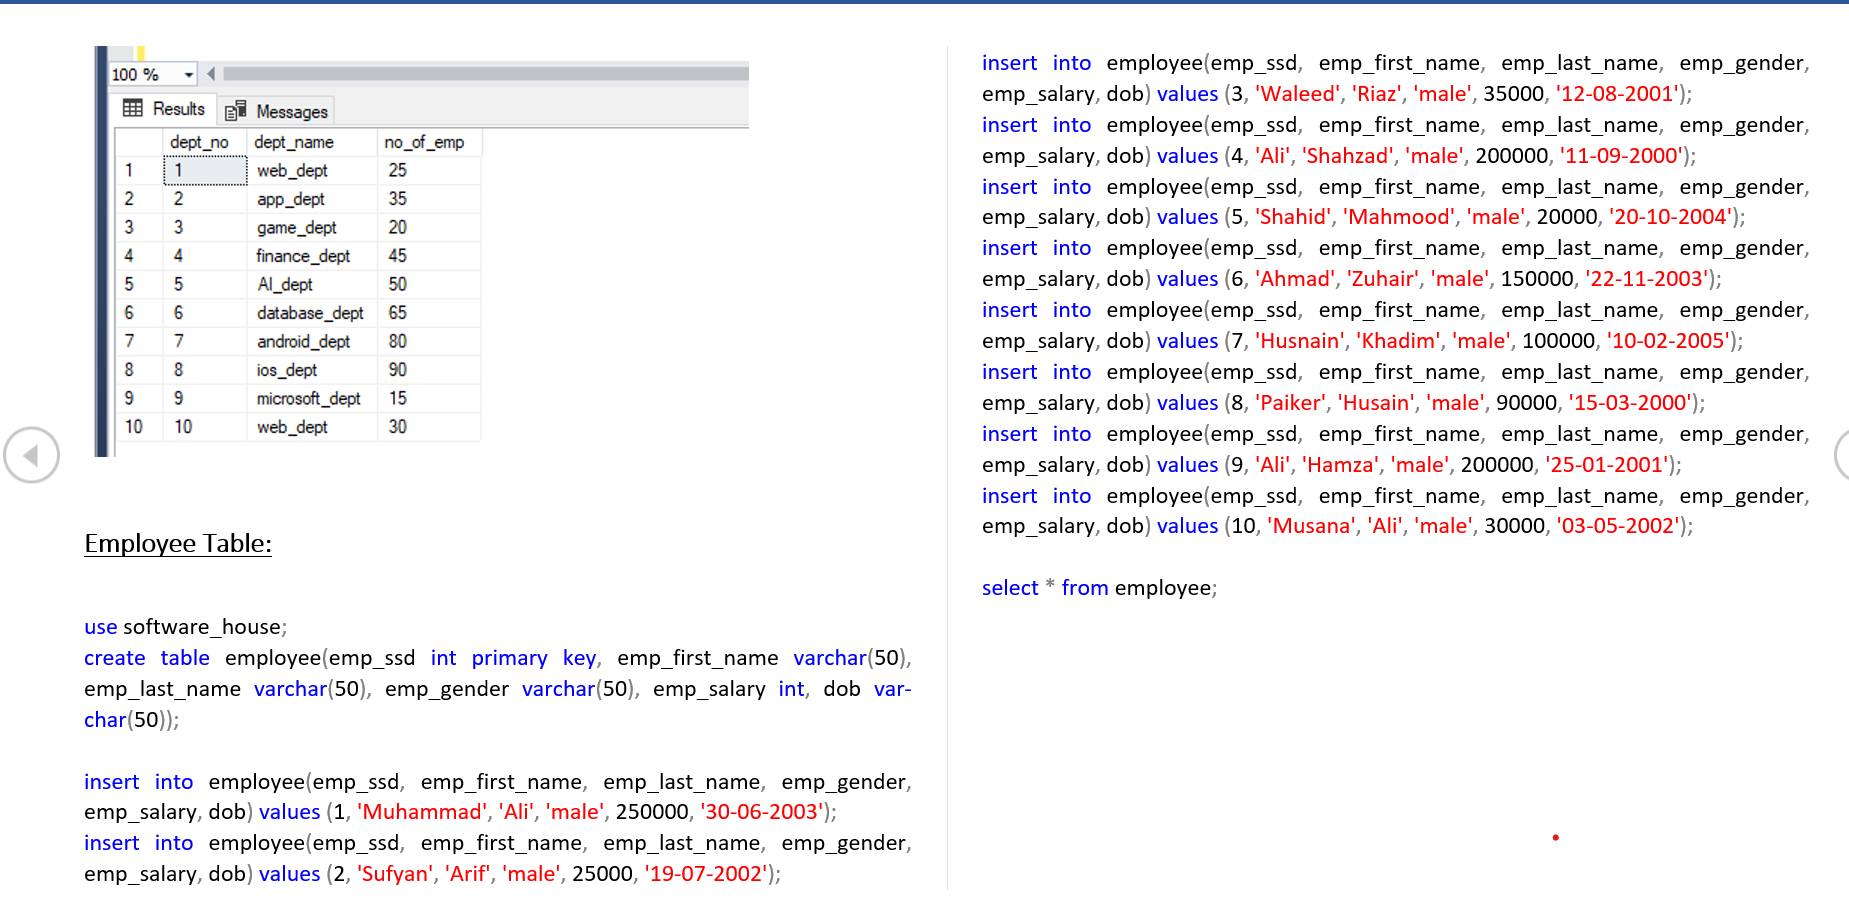 100 %
Results Messages
dept_no dept_name no_of_emp
1 1 web_dept 25
2 2 app_dept 35
3 3 game_dept 20
4 4 finance_dept 45
5 5 AI_dept 50
6 6 database_dept 65
7 7 android_dept 80
8 8 ios_dept 90
9 9 microsoft_dept 15
10 10 web_dept 30
Employee Table:
use software_house;
create table employee(emp_ssd int primary key, emp_first_name varchar(50),
emp_last_name varchar(50), emp_gender varchar(50), emp_salary int, dob var-
char(50));
insert into employee(emp_ssd, emp_first_name, emp_last_name, emp_gender,
emp_salary, dob) values (1, 'Muhammad', 'Ali', 'male', 250000, '30-06-2003');
insert into employee(emp_ssd, emp_first_name, emp_last_name, emp_gender,
emp_salary, dob) values (2, 'Sufyan', 'Arif', 'male', 25000, '19-07-2002');
insert into employee(emp_ssd, emp_first_name, emp_last_name, emp_gender,
emp_salary, dob) values (3, 'Waleed', 'Riaz', 'male', 35000, '12-08-2001');
insert into employee(emp_ssd, emp_first_name, emp_last_name, emp_gender,
emp_salary, dob) values (4, 'Ali', 'Shahzad', 'male', 200000, '11-09-2000');
insert into employee(emp_ssd, emp_first_name, emp_last_name, emp_gender,
emp_salary, dob) values (5, 'Shahid', 'Mahmood', 'male', 20000, '20-10-2004');
insert into employee(emp_ssd, emp_first_name, emp_last_name, emp_gender,
emp_salary, dob) values (6, 'Ahmad', 'Zuhair', 'male', 150000, '22-11-2003');
insert into employee(emp_ssd, emp_first_name, emp_last_name, emp_gender,
emp_salary, dob) values (7, 'Husnain', 'Khadim', 'male', 100000, '10-02-2005');
insert into employee(emp_ssd, emp_first_name, emp_last_name, emp_gender,
emp_salary, dob) values (8, 'Paiker', 'Husain', 'male', 90000, '15-03-2000');
insert into employee(emp_ssd, emp_first_name, emp_last_name, emp_gender,
emp_salary, dob) values (9, 'Ali', 'Hamza', 'male', 200000, '25-01-2001');
insert into employee(emp_ssd, emp_first_name, emp_last_name, emp_gender,
emp_salary, dob) values (10, 'Musana', 'Ali', 'male', 30000, '03-05-2002');
select * from employee;